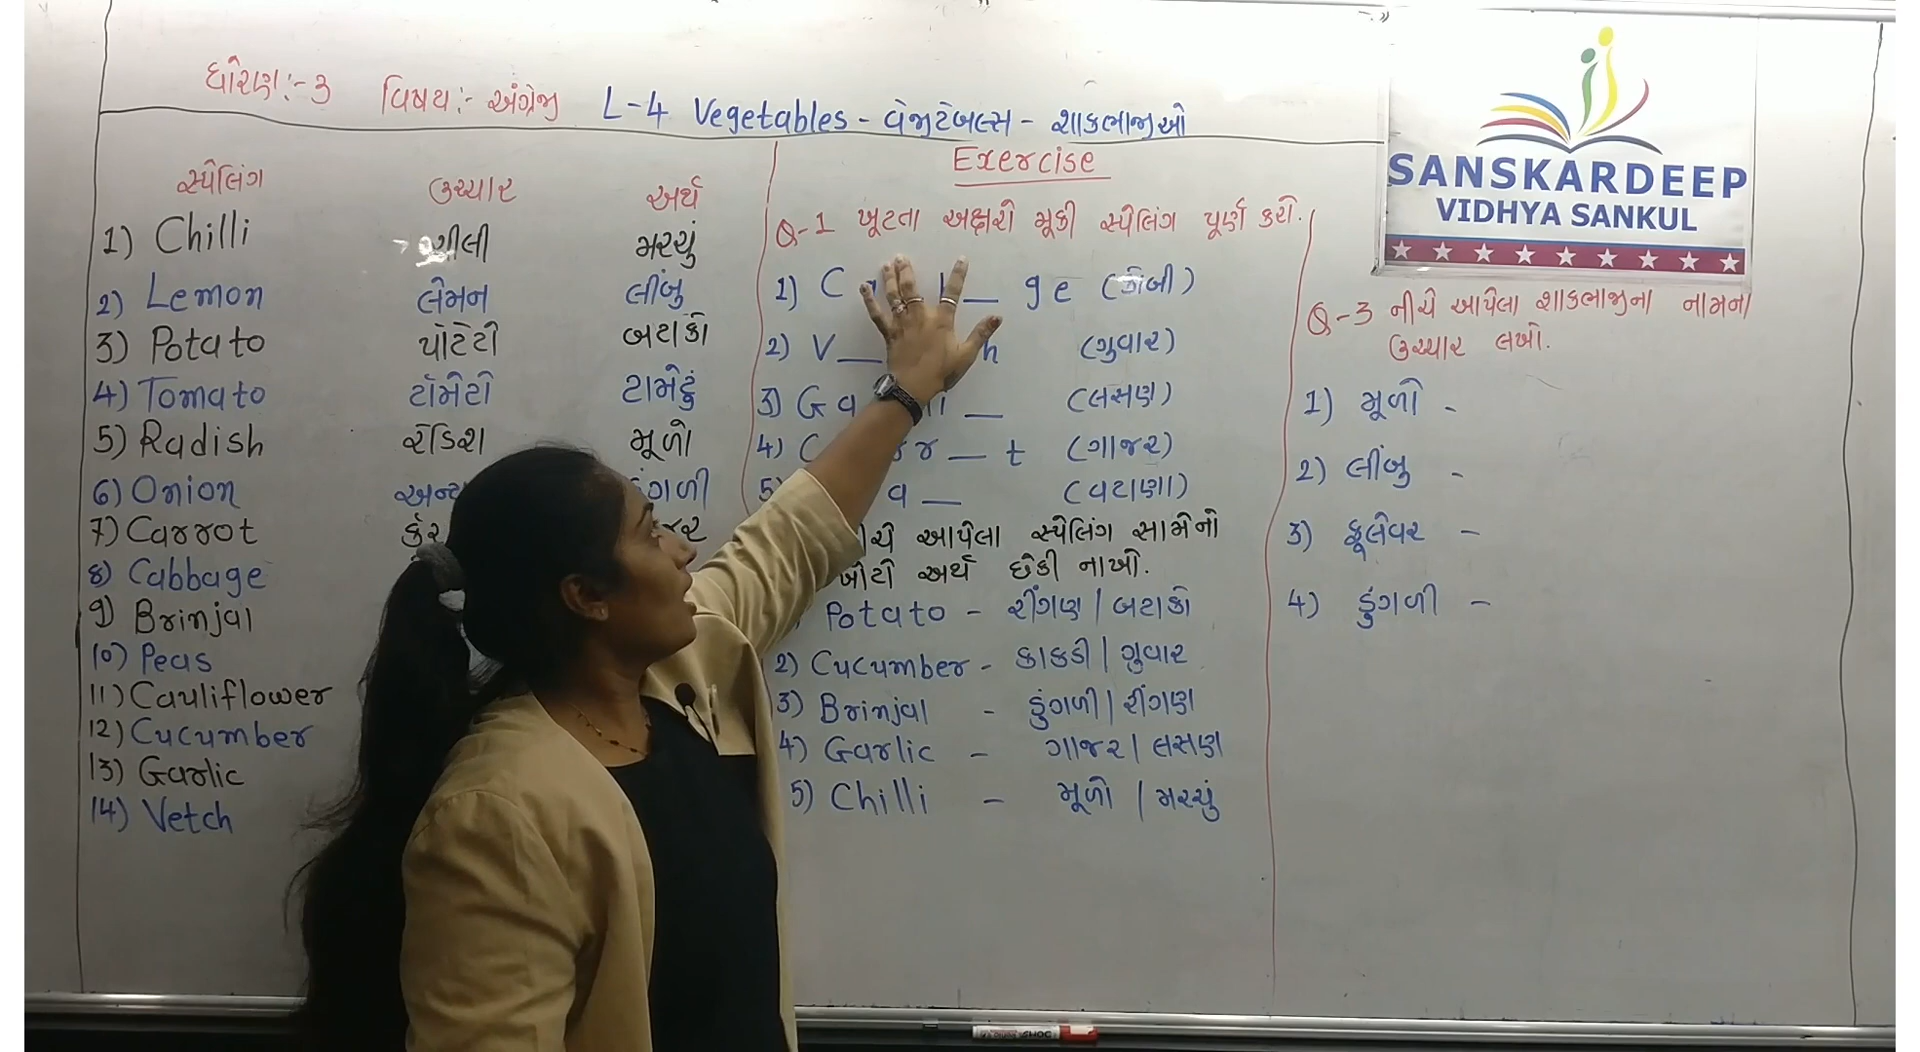 ધોરણ:-૩ વિષય:- અંગ્રેજી L-4 Vegetables - વેજીટેબલ્સ - શાકભાજીઓ
સ્પેલિંગ ઉચ્ચાર અર્થ
1) Chilli ચીલી મરચું
2) Lemon લેમન લીંબુ
3) Potato પોટેટો બટાકો
4) Tomato ટોમેટો ટામેટું
5) Radish રેડિશ મૂળો
6) Onion
7) Carrot
8) Cabbage
9) Brinjal
10) Peas
11) Cauliflower
12) Cucumber
13) Garlic
14) Vetch
Exercise
Q-1 ખૂટતા અક્ષરો મૂકી સ્પેલિંગ પૂર્ણ કરો.
1) C _ ge (કોબી)
2) V _ h (ગુવાર)
3) Ga i _ (લસણ)
4) C r _ t (ગાજર)
5) a _ (વટાણા)
આપેલા સ્પેલિંગ સામેનો
ખોટો અર્થ છેકી નાખો.
Potato - રીંગણ | બટાકો
2) Cucumber - કાકડી | ગુવાર
3) Brinjal - ડુંગળી | રીંગણ
4) Garlic - ગાજર | લસણ
5) Chilli - મૂળો | મરચું
SANSKARDEEP
VIDHYA SANKUL
Q-3 નીચે આપેલા શાકભાજીના નામના
ઉચ્ચાર લખો.
1) મૂળો -
2) લીંબુ -
3) ફૂલેવર -
4) ડુંગળી -